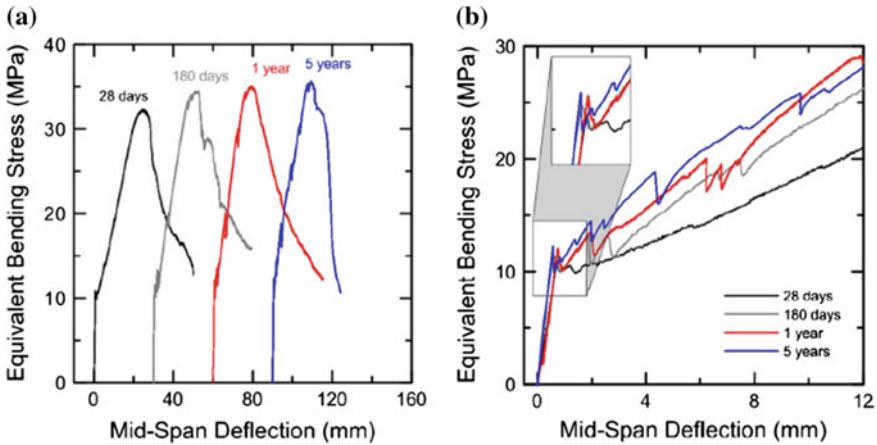 (a)
40
30
20
10
0
Equivalent Bending Stress (MPa)
28 days
180 days
1 year
5 years
0 40 80 120 160
Mid-Span Deflection (mm)
(b)
30
20
10
0
Equivalent Bending Stress (MPa)
28 days
180 days
1 year
5 years
0 4 8 12
Mid-Span Deflection (mm)